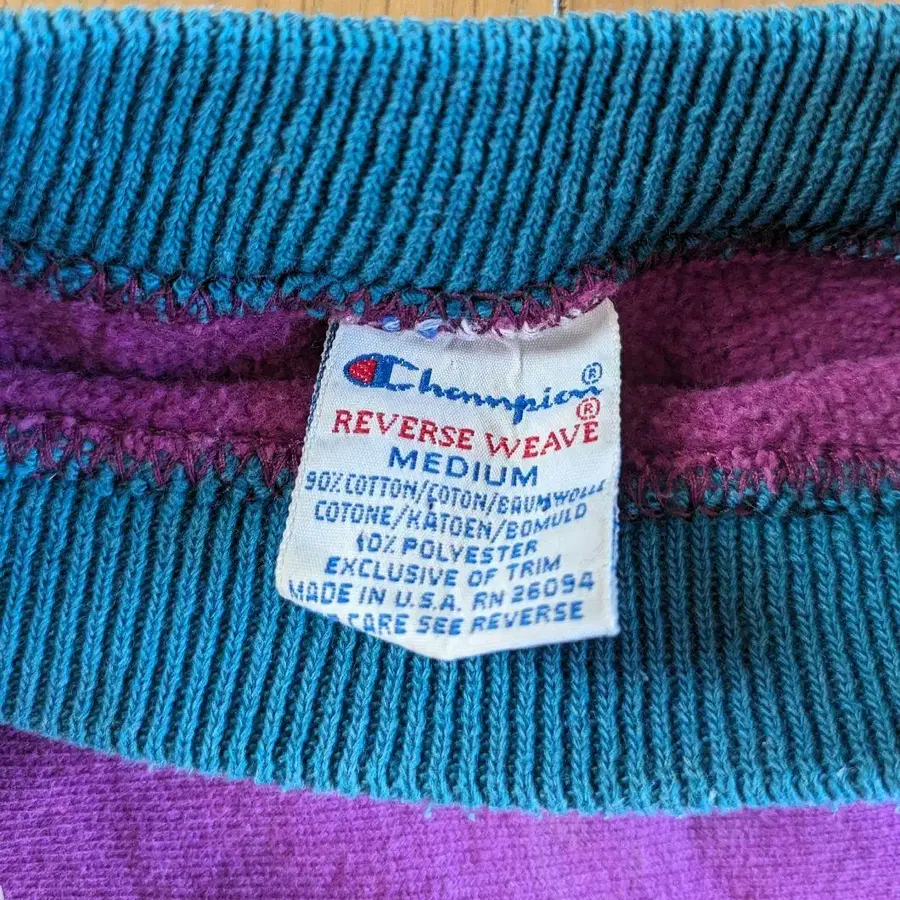 Champion®
REVERSE WEAVE®
MEDIUM
90% COTTON/COTON/BAUMWOLLE
COTONE/KATOEN/BOMULD
10% POLYESTER
EXCLUSIVE OF TRIM
MADE IN U.S.A. RN 26094
CARE SEE REVERSE